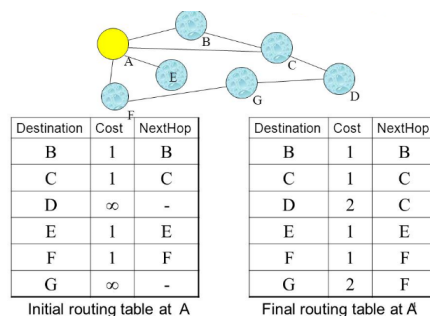 B
A
C
E
G
D
F
Destination Cost NextHop
B 1 B
C 1 C
D ∞ -
E 1 E
F 1 F
G ∞ -
Initial routing table at A
Destination Cost NextHop
B 1 B
C 1 C
D 2 C
E 1 E
F 1 F
G 2 F
Final routing table at A